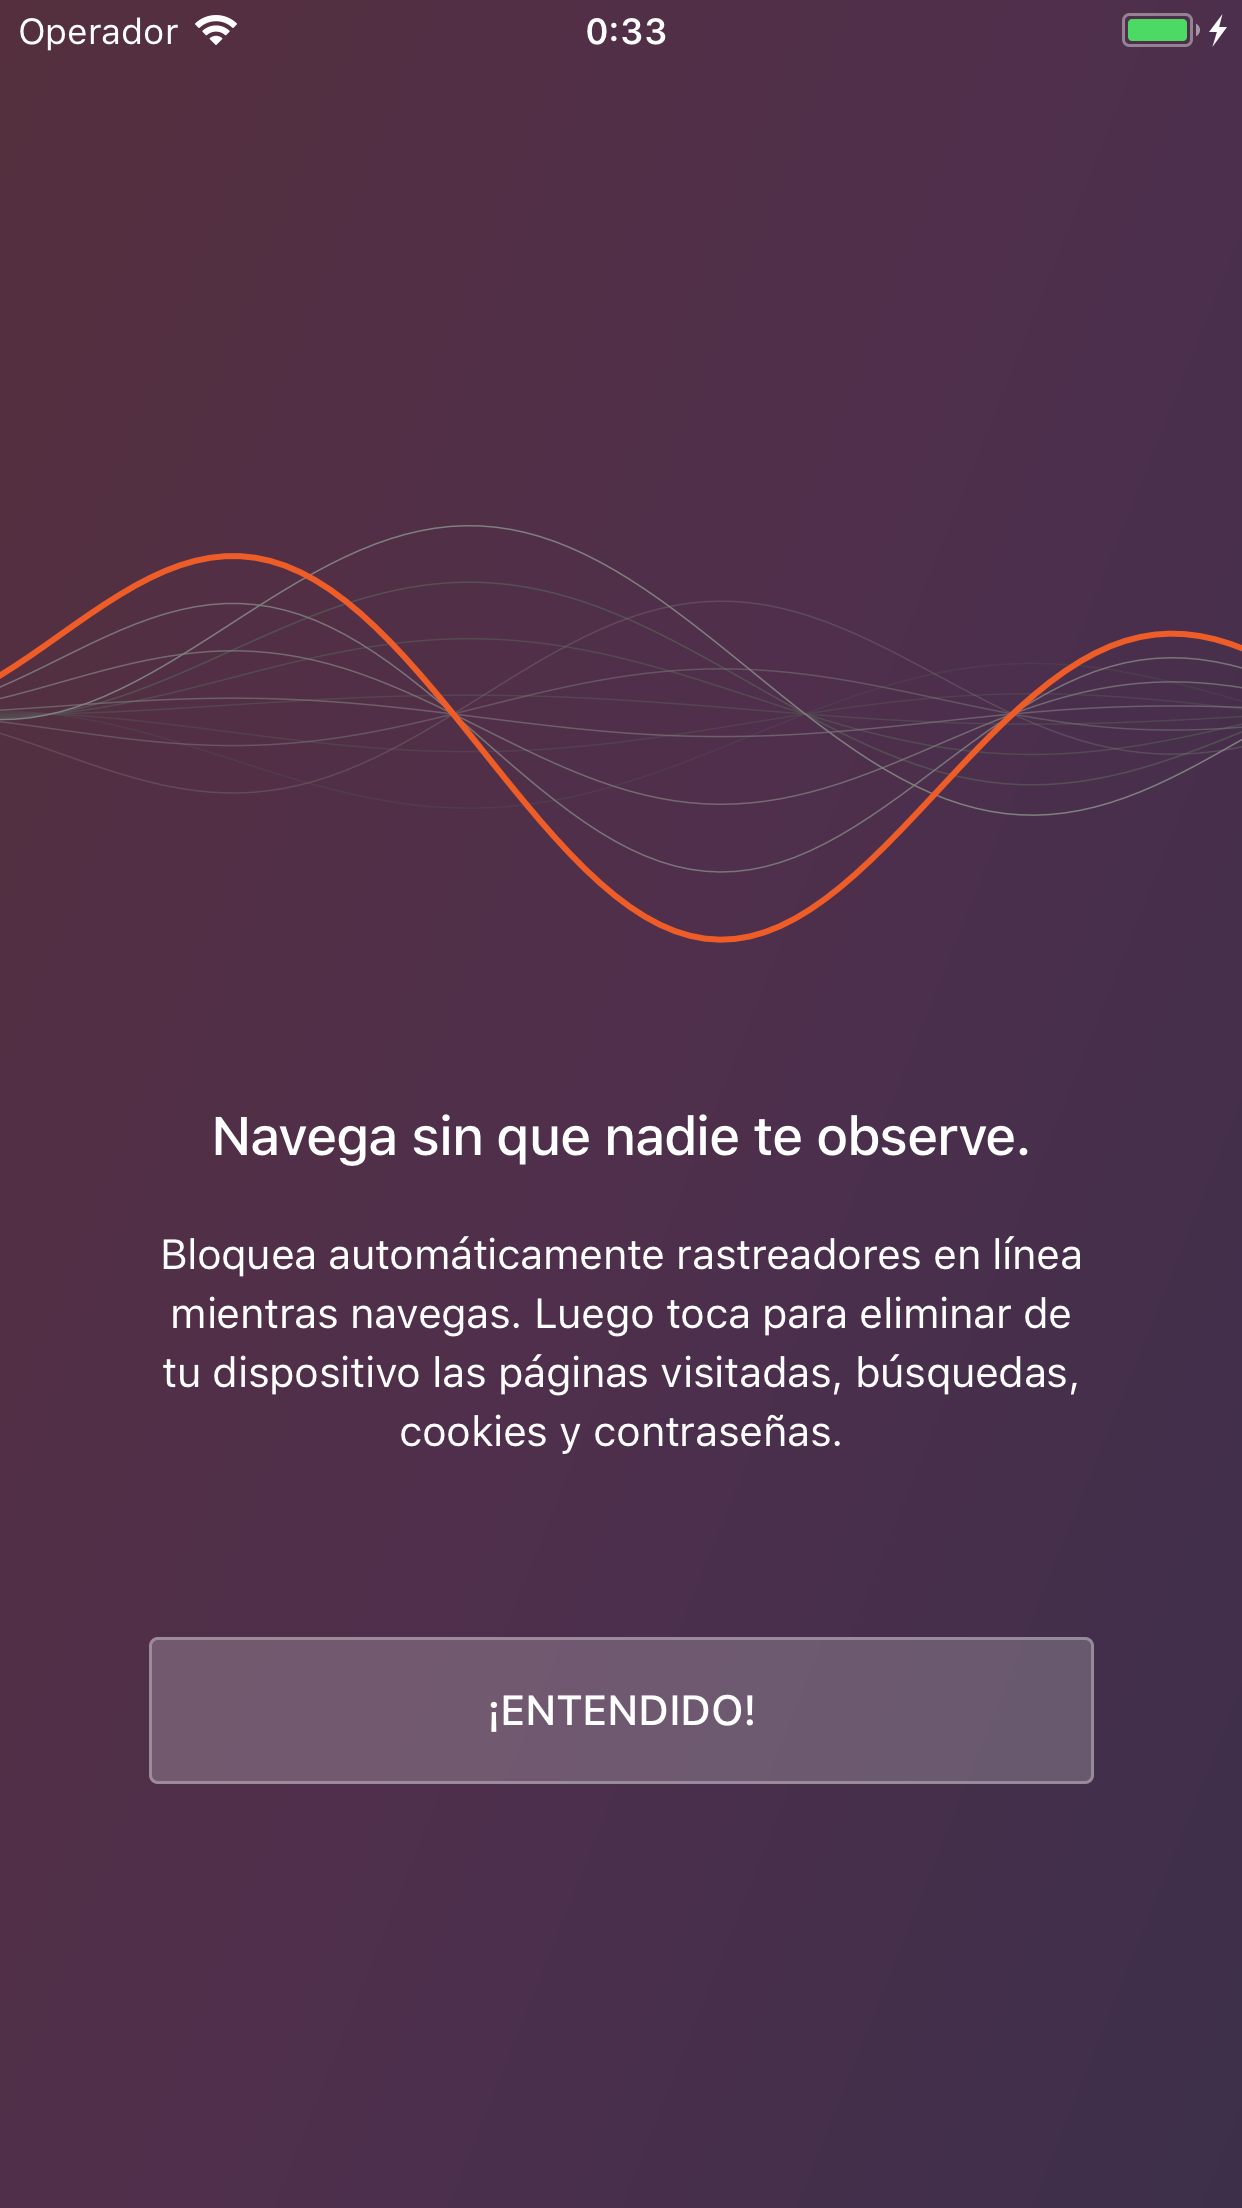 Operador
0:33
Navega sin que nadie te observe.
Bloquea automáticamente rastreadores en línea
mientras navegas. Luego toca para eliminar de
tu dispositivo las páginas visitadas, búsquedas,
cookies y contraseñas.
¡ENTENDIDO!